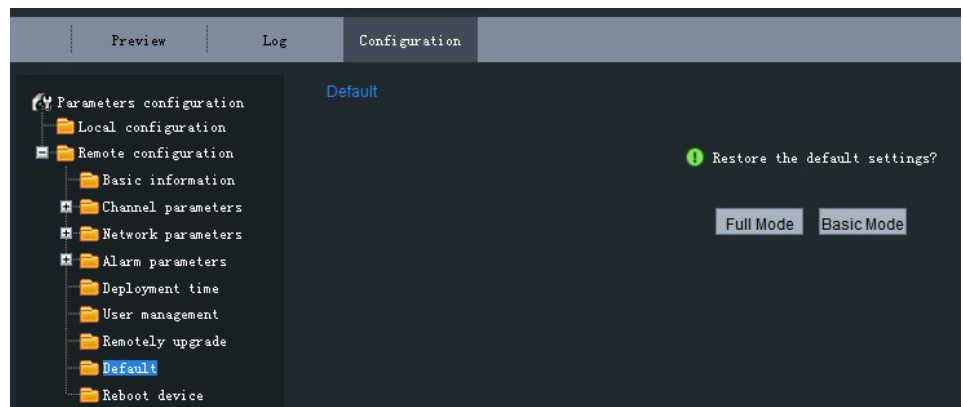 Preview Log Configuration
Parameters configuration
Local configuration
Remote configuration
Basic information
Channel parameters
Network parameters
Alarm parameters
Deployment time
User management
Remotely upgrade
Default
Reboot device
Default
Restore the default settings?
Full Mode Basic Mode